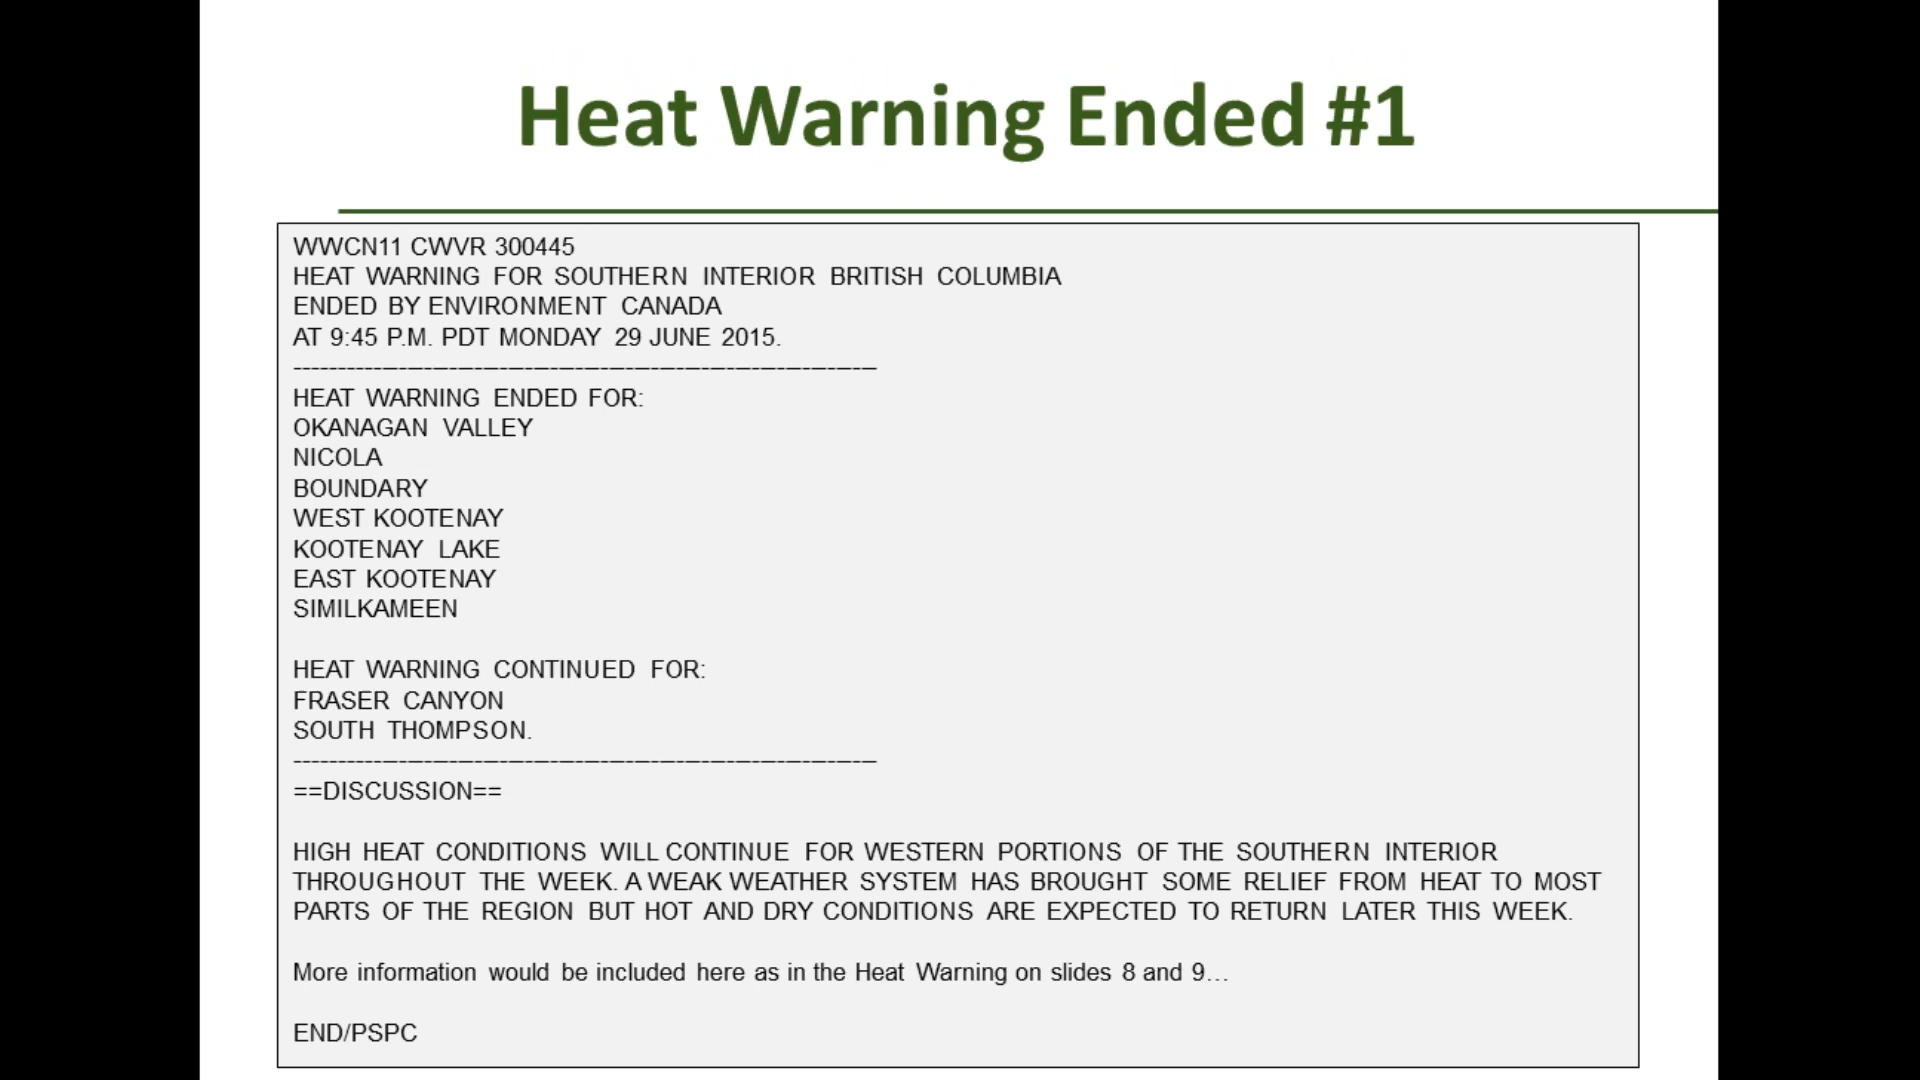 Heat Warning Ended #1
WWCN11 CWVR 300445
HEAT WARNING FOR SOUTHERN INTERIOR BRITISH COLUMBIA
ENDED BY ENVIRONMENT CANADA
AT 9:45 P.M. PDT MONDAY 29 JUNE 2015.
---------------------------------------------------------------------
HEAT WARNING ENDED FOR:
OKANAGAN VALLEY
NICOLA
BOUNDARY
WEST KOOTENAY
KOOTENAY LAKE
EAST KOOTENAY
SIMILKAMEEN
HEAT WARNING CONTINUED FOR:
FRASER CANYON
SOUTH THOMPSON.
---------------------------------------------------------------------
==DISCUSSION==
HIGH HEAT CONDITIONS WILL CONTINUE FOR WESTERN PORTIONS OF THE SOUTHERN INTERIOR
THROUGHOUT THE WEEK. A WEAK WEATHER SYSTEM HAS BROUGHT SOME RELIEF FROM HEAT TO MOST
PARTS OF THE REGION BUT HOT AND DRY CONDITIONS ARE EXPECTED TO RETURN LATER THIS WEEK.
More information would be included here as in the Heat Warning on slides 8 and 9…
END/PSPC